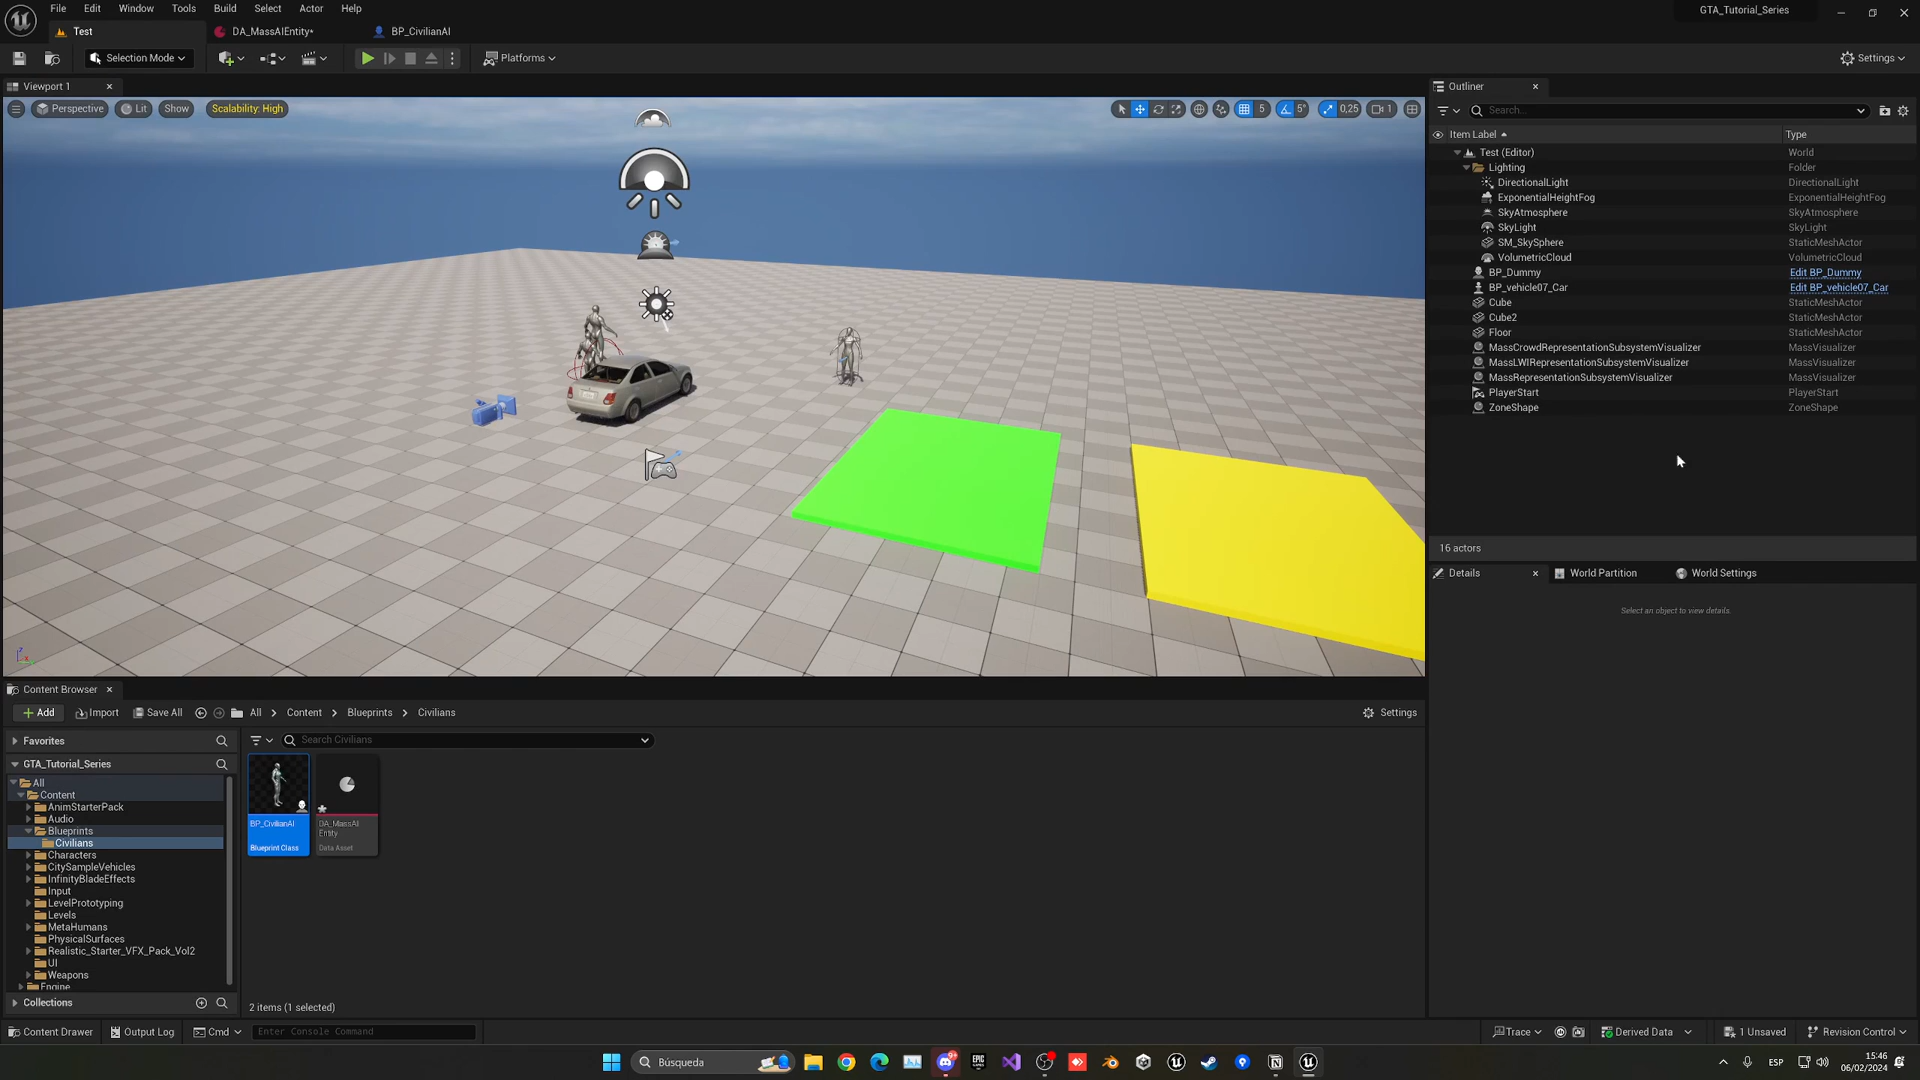 File Edit Window Tools Build Select Actor Help
GTA_Tutorial_Series
Test
DA_MassAIEntity*
BP_CivilianAI
Selection Mode
Platforms
Settings
Viewport 1
Perspective
Lit
Show
Scalability: High
5
5°
0,25
1
Outliner
Search...
Item Label
Type
Test (Editor) World
Lighting Folder
DirectionalLight DirectionalLight
ExponentialHeightFog ExponentialHeightFog
SkyAtmosphere SkyAtmosphere
SkyLight SkyLight
SM_SkySphere StaticMeshActor
VolumetricCloud VolumetricCloud
BP_Dummy Edit BP_Dummy
BP_vehicle07_Car Edit BP_vehicle07_Car
Cube StaticMeshActor
Cube2 StaticMeshActor
Floor StaticMeshActor
MassCrowdRepresentationSubsystemVisualizer MassVisualizer
MassLWIRepresentationSubsystemVisualizer MassVisualizer
MassRepresentationSubsystemVisualizer MassVisualizer
PlayerStart PlayerStart
ZoneShape ZoneShape
16 actors
Details
World Partition
World Settings
Select an object to view details.
Content Browser
Add
Import
Save All
All
Content
Blueprints
Civilians
Settings
Favorites
Search Civilians
GTA_Tutorial_Series
All
Content
AnimStarterPack
Audio
Blueprints
Civilians
Characters
CitySampleVehicles
InfinityBladeEffects
Input
LevelPrototyping
Levels
MetaHumans
PhysicalSurfaces
Realistic_Starter_VFX_Pack_Vol2
UI
Weapons
Engine
Collections
BP_CivilianAI
Blueprint Class
DA_MassAI
Entity
Data Asset
2 items (1 selected)
Content Drawer
Output Log
Cmd
Enter Console Command
Trace
Derived Data
1 Unsaved
Revision Control
Búsqueda
ESP
15:46
06/02/2024